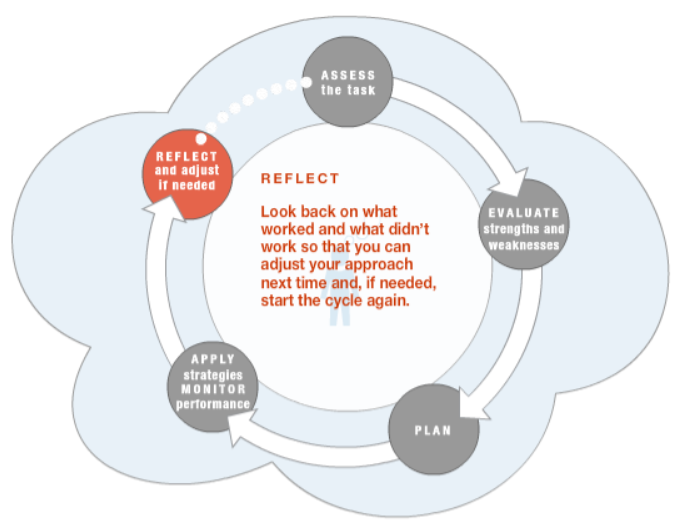 ASSESS
the task
REFLECT
and adjust
if needed
REFLECT
Look back on what
worked and what didn't
work so that you can
adjust your approach
next time and, if needed,
start the cycle again.
EVALUATE
strengths and
weaknesses
APPLY
strategies
MONITOR
performance
PLAN